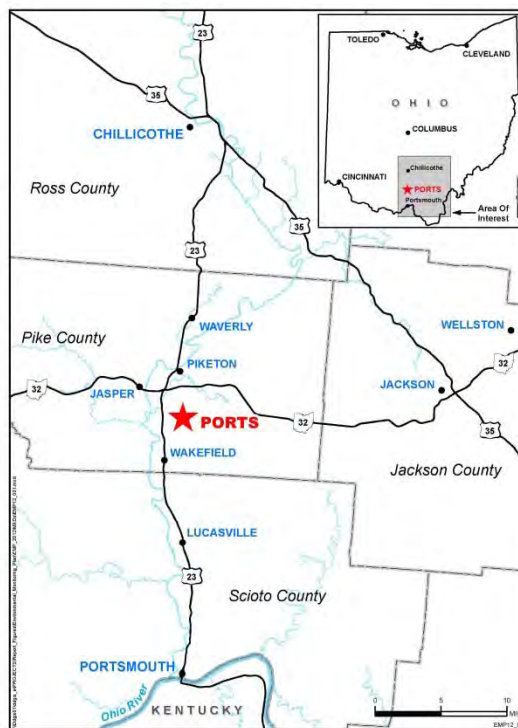 23
TOLEDO
CLEVELAND
OHIO
COLUMBUS
Chillicothe
CINCINNATI
PORTS
Portsmouth
Area Of
Interest
35
CHILLICOTHE
Ross County
23
35
WAVERLY
WELLSTON
Pike County
PIKETON
32
JASPER
JACKSON
32
32
PORTS
35
WAKEFIELD
Jackson County
LUCASVILLE
23
Scioto County
PORTSMOUTH
Ohio River
KENTUCKY
0
5
10